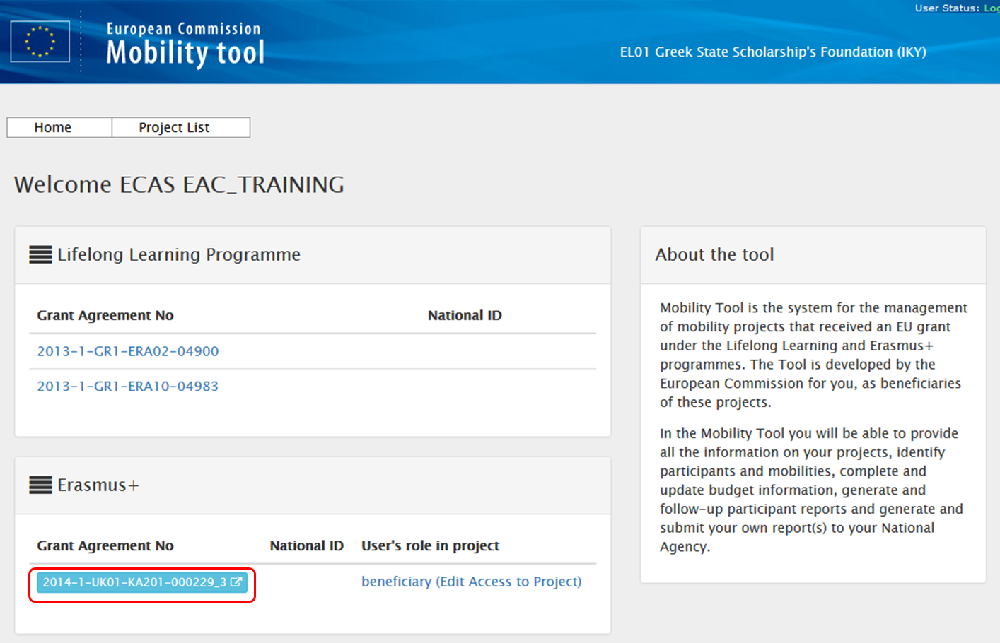 User Status: Log
European Commission
Mobility tool
EL01 Greek State Scholarship's Foundation (IKY)
Home
Project List
Welcome ECAS EAC_TRAINING
Lifelong Learning Programme
Grant Agreement No National ID
2013-1-GR1-ERA02-04900
2013-1-GR1-ERA10-04983
Erasmus+
Grant Agreement No National ID User's role in project
2014-1-UK01-KA201-000229_3 beneficiary (Edit Access to Project)
About the tool
Mobility Tool is the system for the management
of mobility projects that received an EU grant
under the Lifelong Learning and Erasmus+
programmes. The Tool is developed by the
European Commission for you, as beneficiaries
of these projects.
In the Mobility Tool you will be able to provide
all the information on your projects, identify
participants and mobilities, complete and
update budget information, generate and
follow-up participant reports and generate and
submit your own report(s) to your National
Agency.